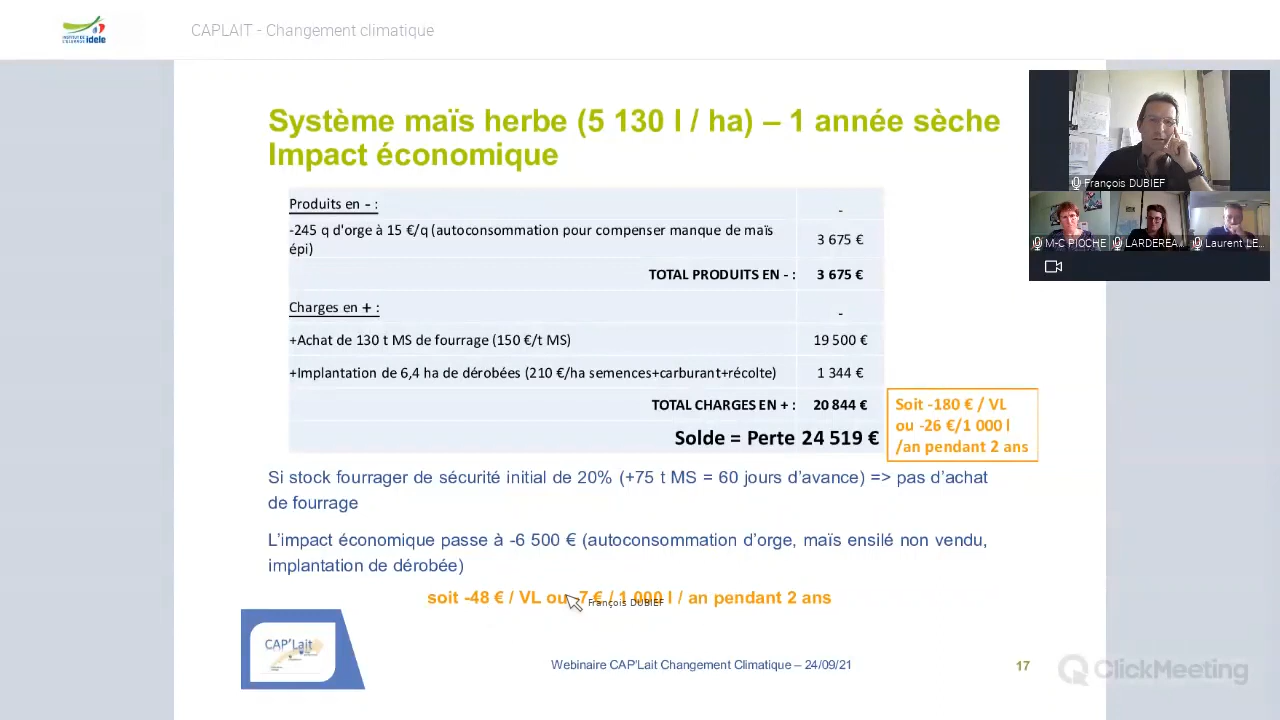 idele
CAPLAIT - Changement climatique
Système maïs herbe (5 130 l / ha) – 1 année sèche
Impact économique
Produits en - :
-
-245 q d'orge à 15 €/q (autoconsommation pour compenser manque de maïs
épi)
3 675 €
TOTAL PRODUITS EN - :
3 675 €
Charges en + :
-
+Achat de 130 t MS de fourrage (150 €/t MS)
19 500 €
+Implantation de 6,4 ha de dérobées (210 €/ha semences+carburant+récolte)
1 344 €
TOTAL CHARGES EN + :
20 844 €
Solde = Perte 24 519 €
Soit -180 € / VL
ou -26 €/1 000 l
/an pendant 2 ans
Si stock fourrager de sécurité initial de 20% (+75 t MS = 60 jours d’avance) => pas d’achat
de fourrage
L’impact économique passe à -6 500 € (autoconsommation d’orge, maïs ensilé non vendu,
implantation de dérobée)
soit -48 € / VL ou -7 € / 1 000 l / an pendant 2 ans
François DUBIEF
CAP'Lait
Webinaire CAP'Lait Changement Climatique – 24/09/21
17
François DUBIEF
M-C PIOCHE
LARDEREA...
Laurent LE...
ClickMeeting